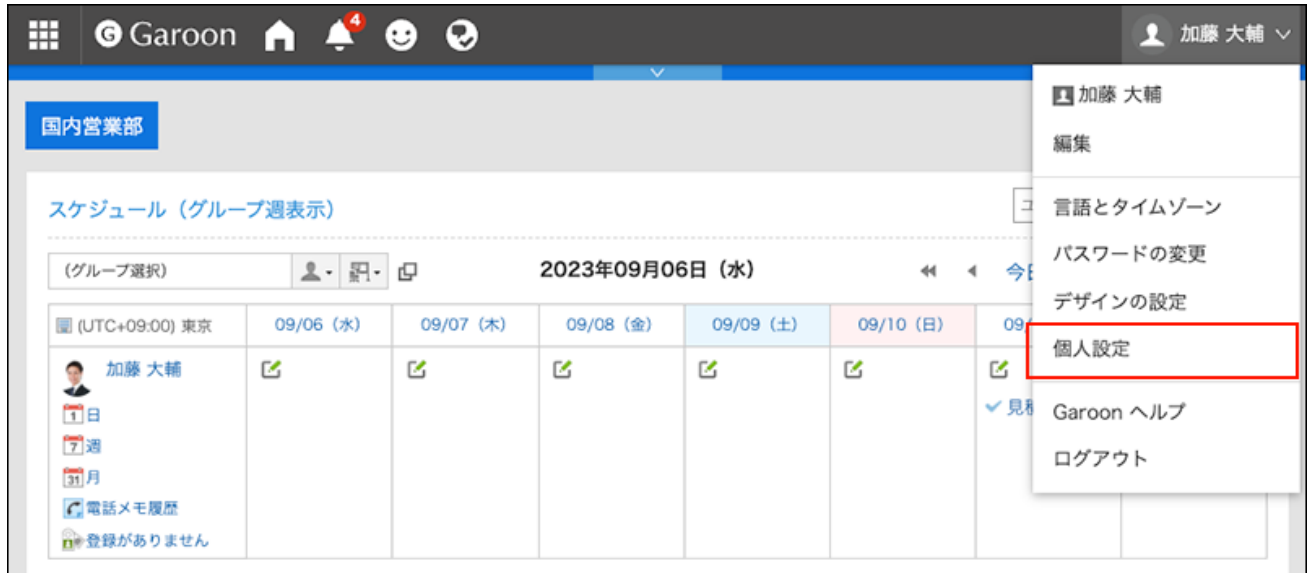 G Garoon 4 加藤 大輔
加藤 大輔
編集
言語とタイムゾーン
パスワードの変更
デザインの設定
個人設定
Garoon ヘルプ
ログアウト
国内営業部
スケジュール（グループ週表示）
(グループ選択) 2023年09月06日（水）
(UTC+09:00) 東京 09/06（水） 09/07（木） 09/08（金） 09/09（土） 09/10（日） 09/
加藤 大輔
1 日
7 週
31 月
電話メモ履歴
登録がありません